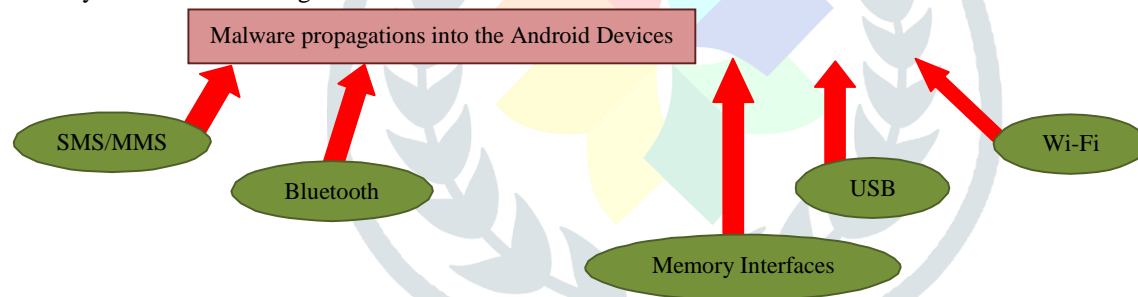 Malware propagations into the Android Devices
SMS/MMS
Wi-Fi
Bluetooth
USB
Memory Interfaces